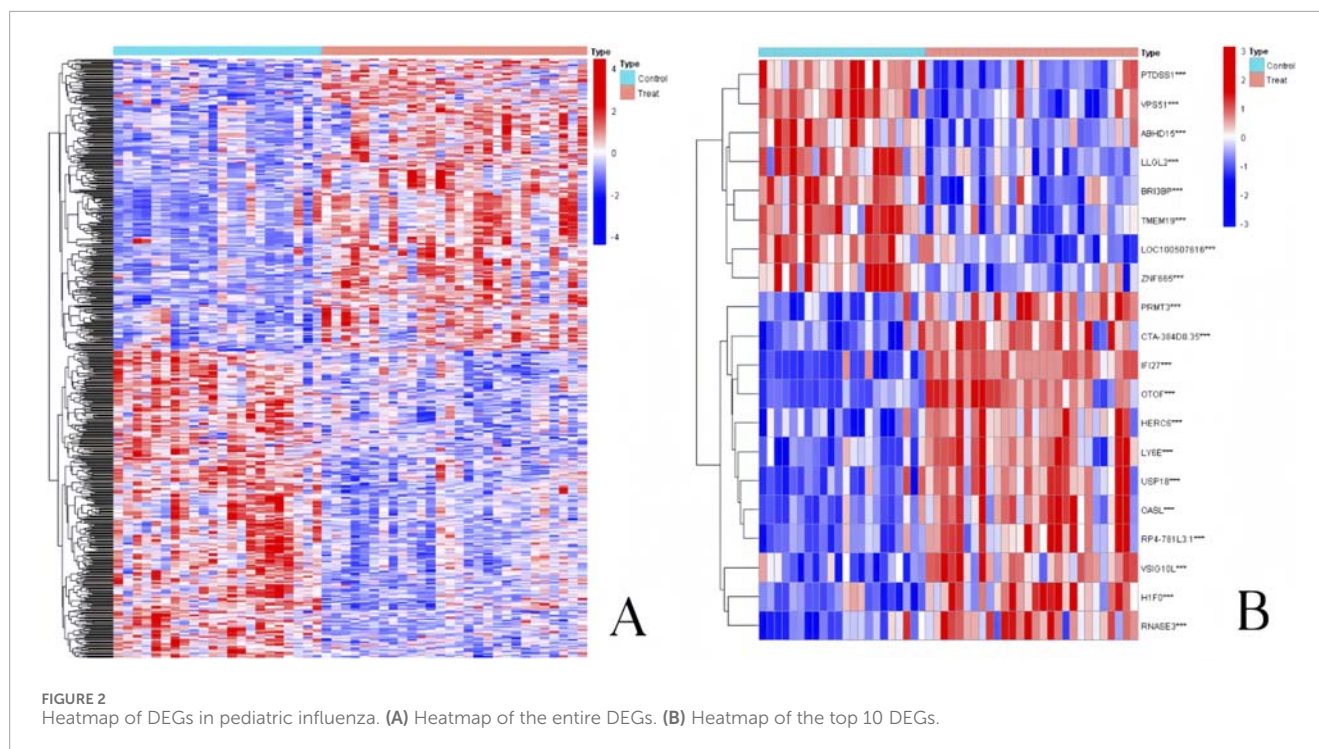 Type
4
2
0
-2
-4
Type
Control
Treat
A
Type
3
2
1
0
-1
-2
-3
Type
Control
Treat
PTDSS1***
VPS51***
ABHD15***
LLGL2***
BRI3BP***
TMEM19***
LOC100507616***
ZNF665***
PRMT3***
CTA-384D8.35***
IFI27***
OTOF***
HERC6***
LY6E***
USP18***
OASL***
RP4-781L3.1***
VSIG10L***
H1F0***
RNASE3***
B
FIGURE 2
Heatmap of DEGs in pediatric influenza. (A) Heatmap of the entire DEGs. (B) Heatmap of the top 10 DEGs.